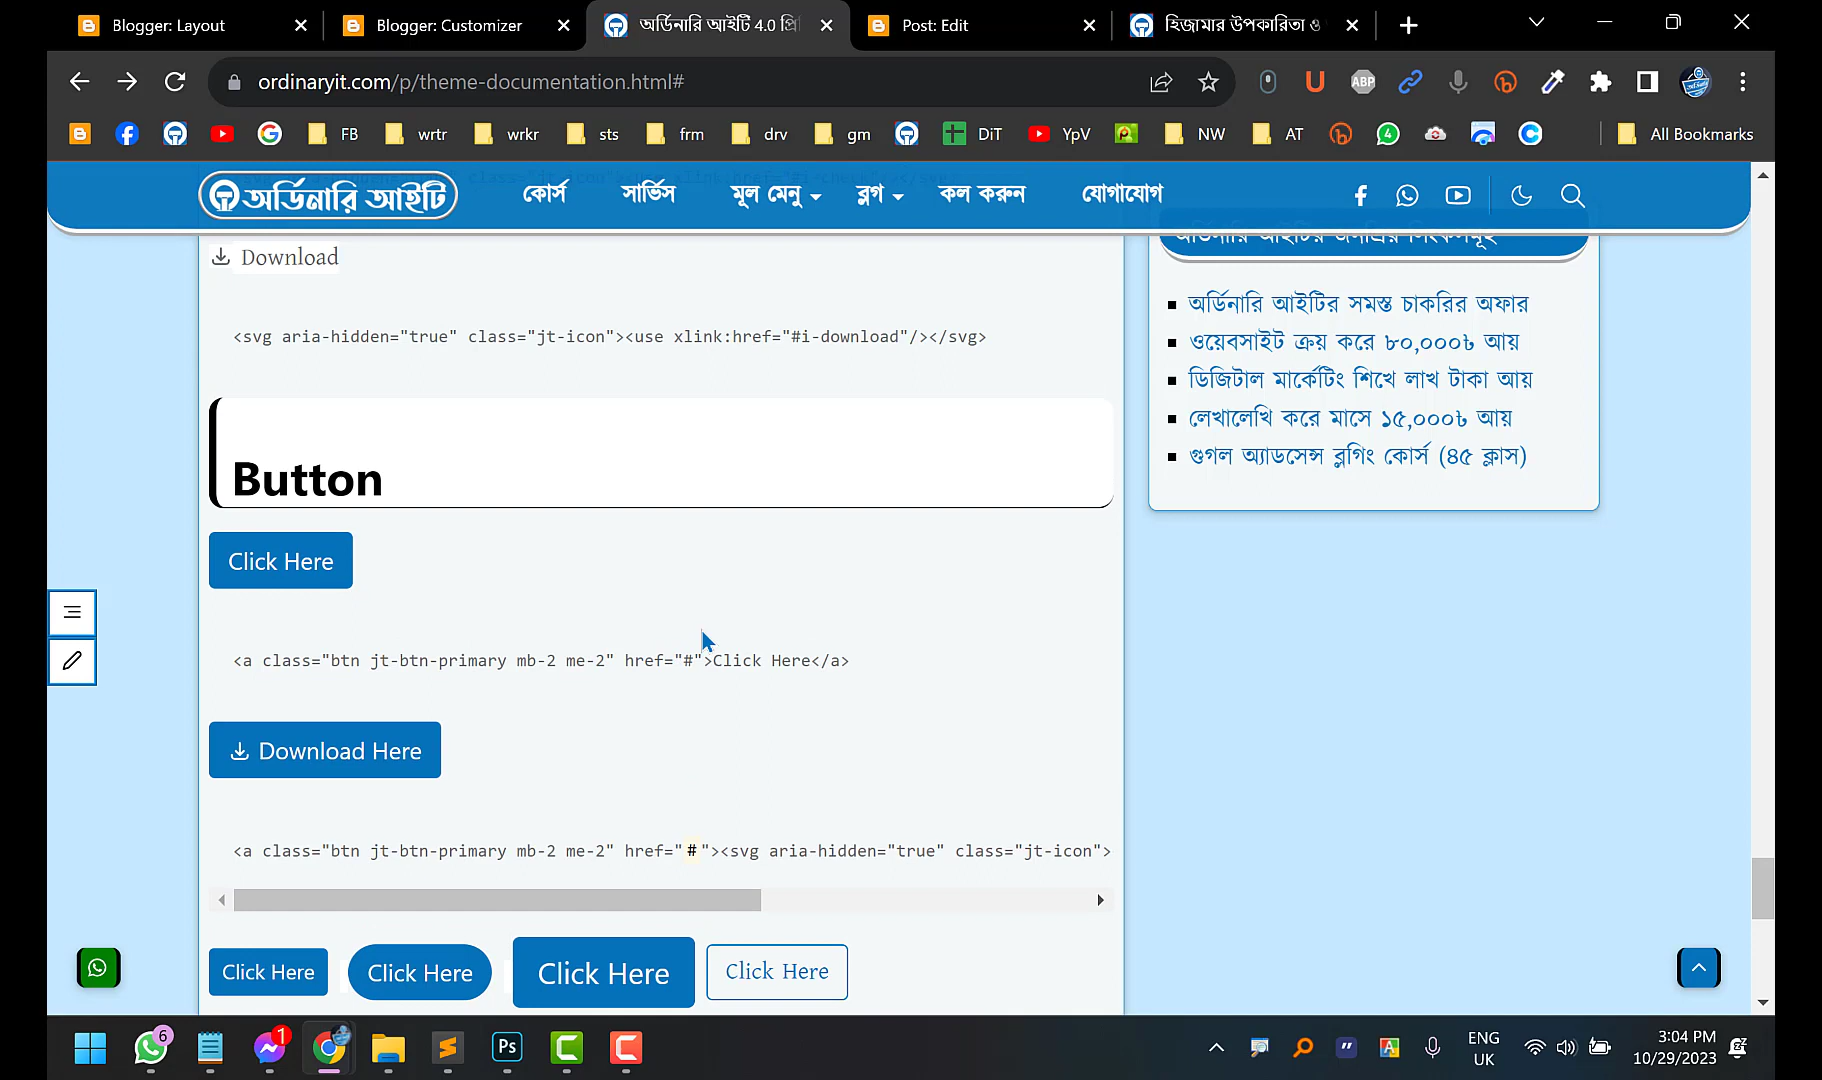 Blogger: Layout
Blogger: Customizer
অর্ডিনারি আইটি 4.0 প্রি
Post: Edit
হিজামার উপকারিতা ও
ordinaryit.com/p/theme-documentation.html#
ABP
FB
wrtr
wrkr
sts
frm
drv
gm
DiT
YpV
NW
AT
4
All Bookmarks
অর্ডিনারি আইটি
কোর্স
সার্ভিস
মূল মেনু
ব্লগ
কল করুন
যোগাযোগ
Download
<svg aria-hidden="true" class="jt-icon"><use xlink:href="#i-download"/></svg>
Button
Click Here
<a class="btn jt-btn-primary mb-2 me-2" href="#">Click Here</a>
Download Here
<a class="btn jt-btn-primary mb-2 me-2" href="#"><svg aria-hidden="true" class="jt-icon">
Click Here
Click Here
Click Here
Click Here
অর্ডিনারি আইটির সমস্ত চাকরির অফার
ওয়েবসাইট ক্রয় করে ৮০,০০০৳ আয়
ডিজিটাল মার্কেটিং শিখে লাখ টাকা আয়
লেখালেখি করে মাসে ১৫,০০০৳ আয়
গুগল অ্যাডসেন্স ব্লগিং কোর্স (৪৫ ক্লাস)
6
1
Ps
ENG
UK
3:04 PM
10/29/2023